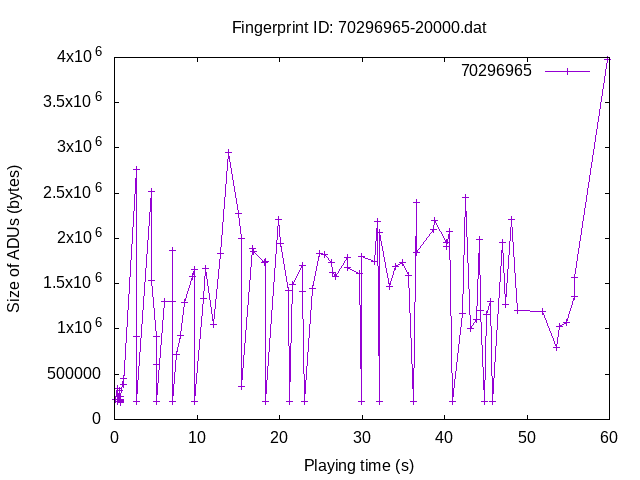 Fingerprint ID: 70296965-20000.dat
4x10 6
3.5x10 6
3x10 6
2.5x10 6
2x10 6
1.5x10 6
1x10 6
500000
0
Size of ADUs (bytes)
70296965
0 10 20 30 40 50 60
Playing time (s)